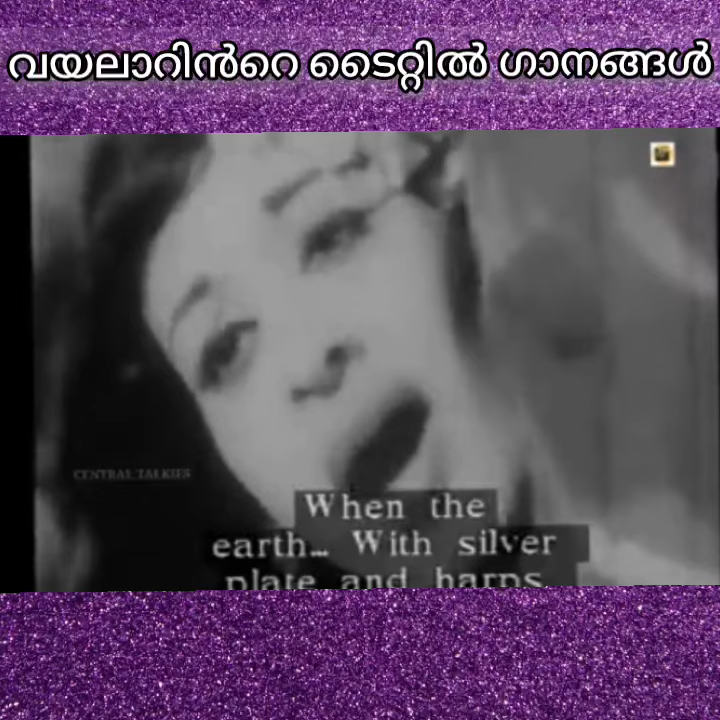 വയലാറിൻറെ ടൈറ്റിൽ ഗാനങ്ങൾ
CENTRAL TALKIES
When the
earth... With silver
plate and harps